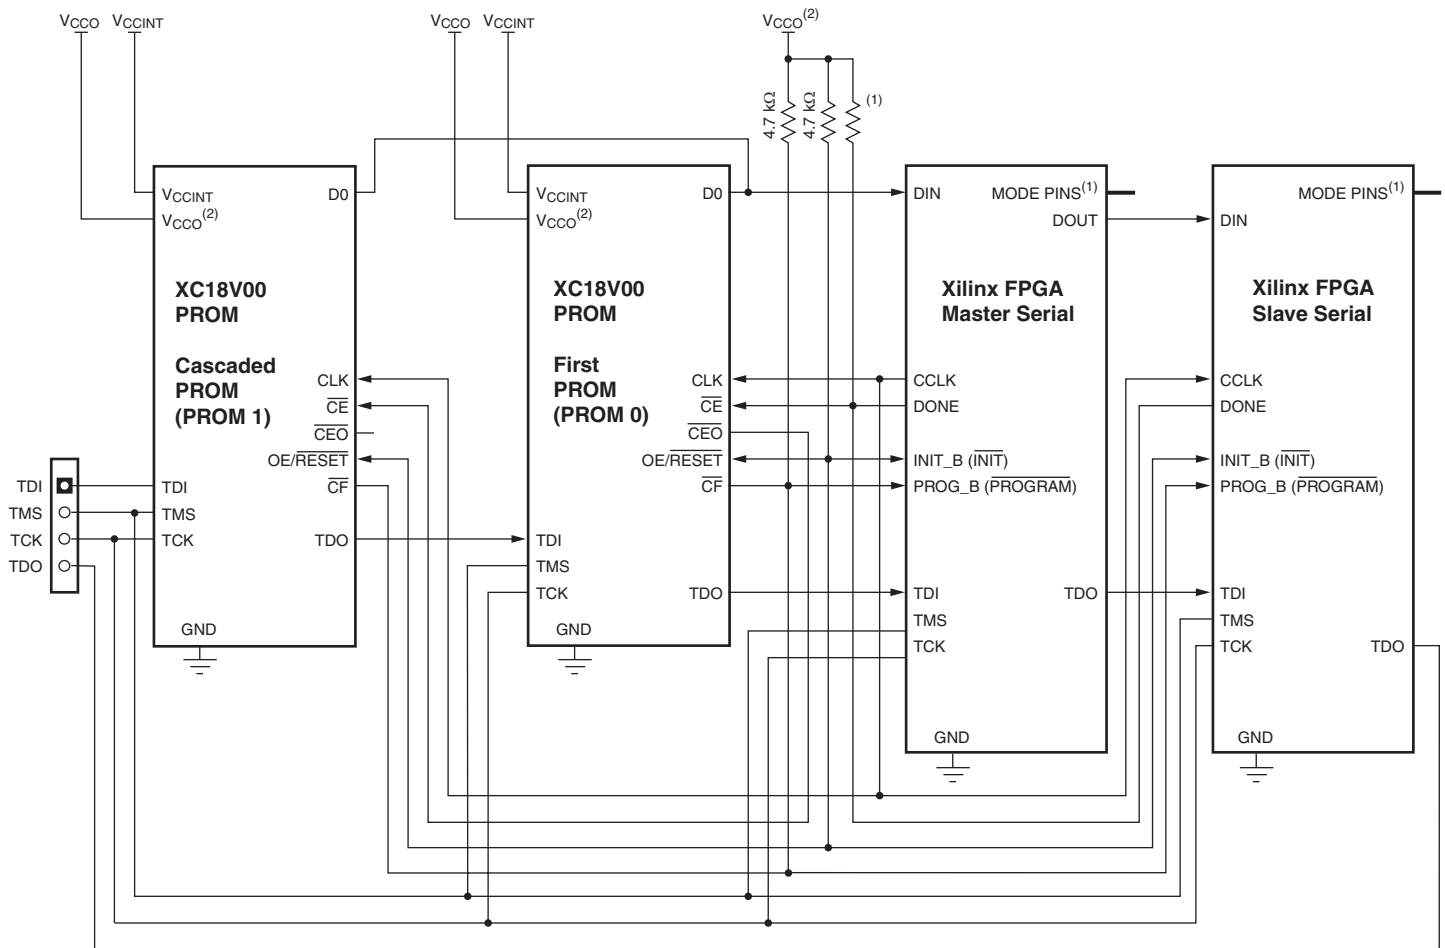 VCCO VCCINT
VCCO VCCINT
VCCO(2)
4.7 kΩ
4.7 kΩ
(1)
VCCINT
VCCO(2)
D0
XC18V00
PROM
Cascaded
PROM
(PROM 1)
CLK
CE
CEO
OE/RESET
CF
TDI
TMS
TCK
TDO
GND
TDI
TMS
TCK
TDO
VCCINT
VCCO(2)
D0
XC18V00
PROM
First
PROM
(PROM 0)
CLK
CE
CEO
OE/RESET
CF
TDI
TMS
TCK
TDO
GND
DIN
MODE PINS(1)
DOUT
Xilinx FPGA
Master Serial
CCLK
DONE
INIT_B (INIT)
PROG_B (PROGRAM)
TDI
TMS
TCK
TDO
GND
MODE PINS(1)
DIN
Xilinx FPGA
Slave Serial
CCLK
DONE
INIT_B (INIT)
PROG_B (PROGRAM)
TDI
TMS
TCK
TDO
GND